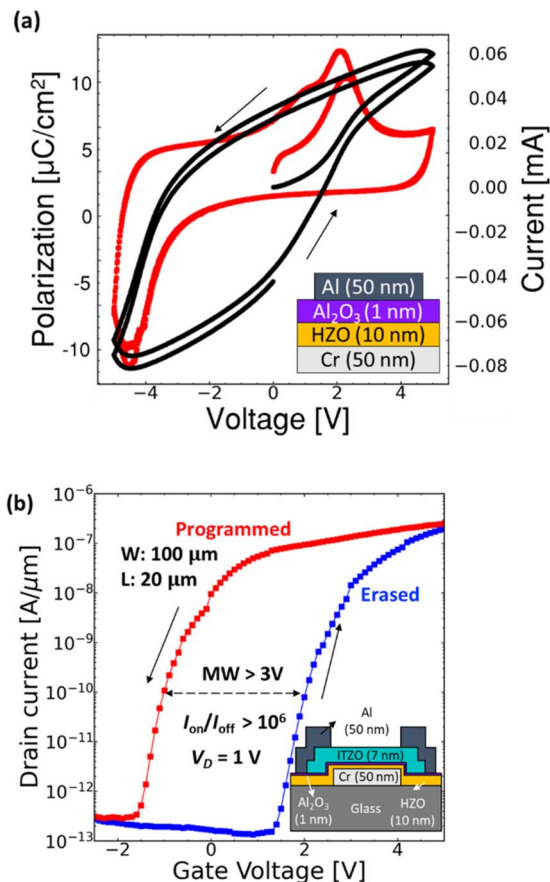 (a)
Polarization [μC/cm²]
10
5
0
-5
-10
Current [mA]
0.06
0.04
0.02
0.00
−0.02
−0.04
−0.06
−0.08
Al (50 nm)
Al₂O₃ (1 nm)
HZO (10 nm)
Cr (50 nm)
−4 −2 0 2 4
Voltage [V]
(b)
Drain current [A/μm]
10⁻⁶
10⁻⁷
10⁻⁸
10⁻⁹
10⁻¹⁰
10⁻¹¹
10⁻¹²
10⁻¹³
Programmed
W: 100 μm
L: 20 μm
Erased
MW > 3V
Ion/Ioff > 10⁶
VD = 1 V
Al
(50 nm)
ITZO (7 nm)
Cr (50 nm)
Al₂O₃
(1 nm)
Glass
HZO
(10 nm)
−2 0 2 4
Gate Voltage [V]